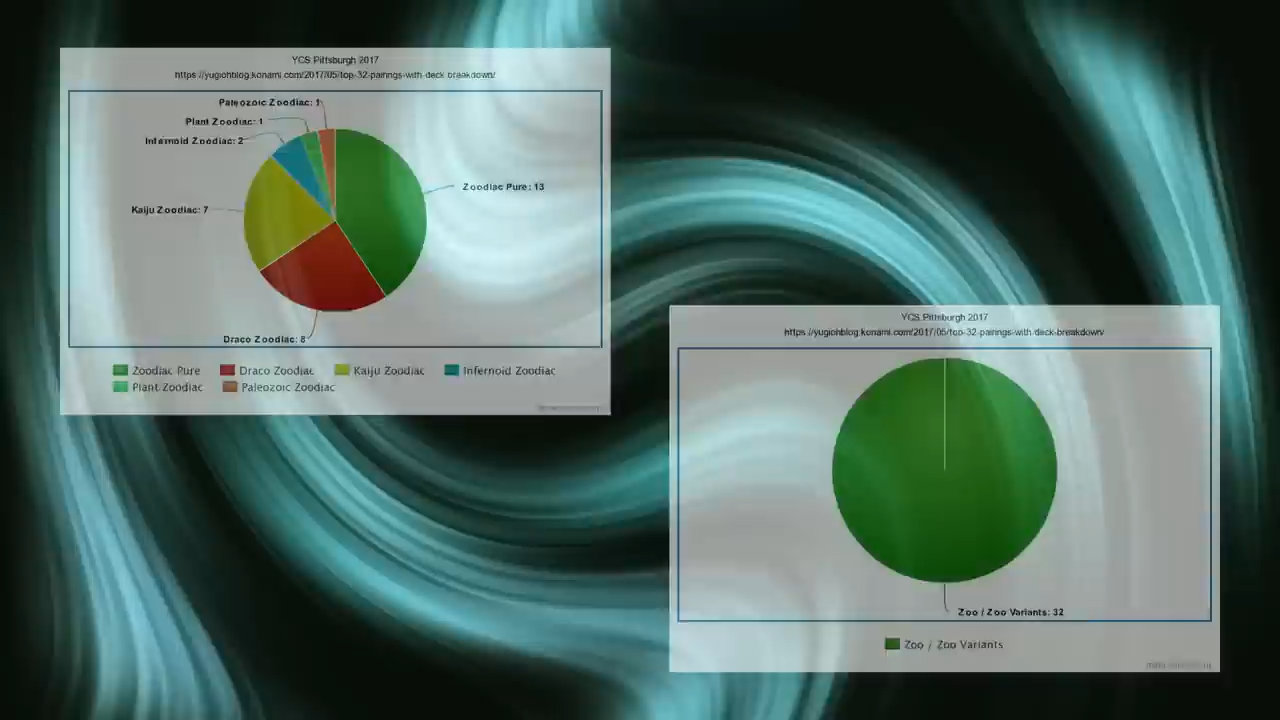 YCS Pittsburgh 2017
https://yugiohblog.konami.com/2017/05/top-32-pairings-with-deck-breakdown/
Paleozoic Zoodiac: 1
Plant Zoodiac: 1
Infernoid Zoodiac: 2
Zoodiac Pure: 13
Kaiju Zoodiac: 7
Draco Zoodiac: 8
Zoodiac Pure Draco Zoodiac Kaiju Zoodiac Infernoid Zoodiac
Plant Zoodiac Paleozoic Zoodiac
YCS Pittsburgh 2017
https://yugiohblog.konami.com/2017/05/top-32-pairings-with-deck-breakdown/
Zoo / Zoo Variants: 32
Zoo / Zoo Variants